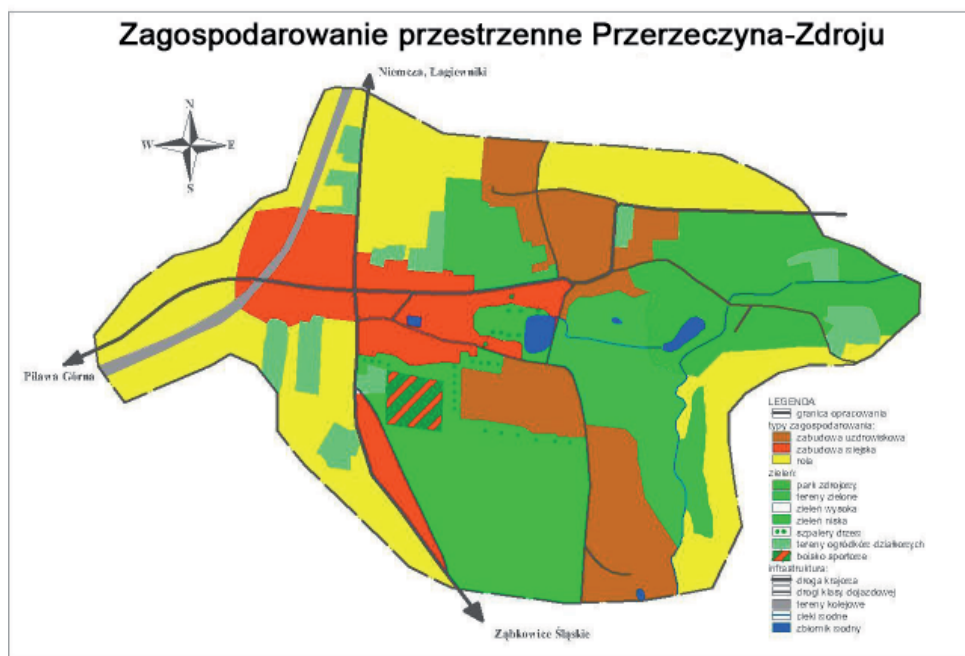 Zagospodarowanie przestrzenne Przerzeczyna-Zdroju
Niemcza, Łagiewniki
N
W E
S
Piława Górna
Ząbkowice Śląskie
LEGENDA
granica opracowania
typy zagospodarowania:
zabudowa uzdrowiskowa
zabudowa miejska
rola
zieleń:
park zdrojowy
tereny zielone
zieleń wysoka
zieleń niska
szpalery drzew
tereny ogródków działkowych
boisko sportowe
infrastruktura:
droga krajowa
drogi klasy dojazdowej
tereny kolejowe
cieki wodne
zbiornik wodny